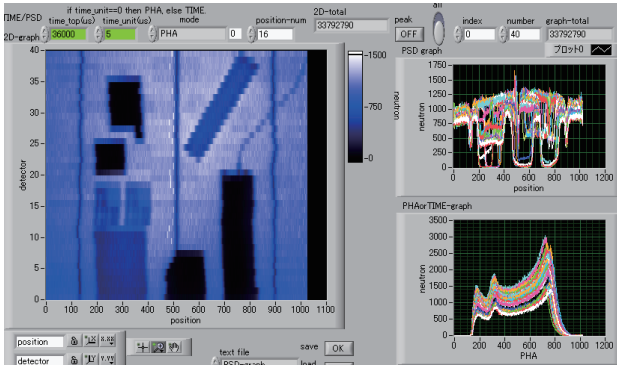 if time_unit==0 then PHA, else TIME.
TIME/PSD time_top(us) time_unit(us) mode position-num 2D-total
2D-graph 36000 5 PHA 0 16 33792790
peak OFF all index 0 number 40 graph-total 33792790
PSD graph プロット0
40
35
30
25
20
15
10
5
0
detector
0 100 200 300 400 500 600 700 800 900 1000 1100
position
1500
750
0
1750
1500
1250
1000
750
500
250
0
neutron
0 200 400 600 800 1000 1200
position
PHAorTIME-graph
3500
3000
2500
2000
1500
1000
500
0
neutron
0 200 400 600 800 1000 1200
PHA
position X X.XX
detector Y Y.YY
text file save OK
PSD-graph load